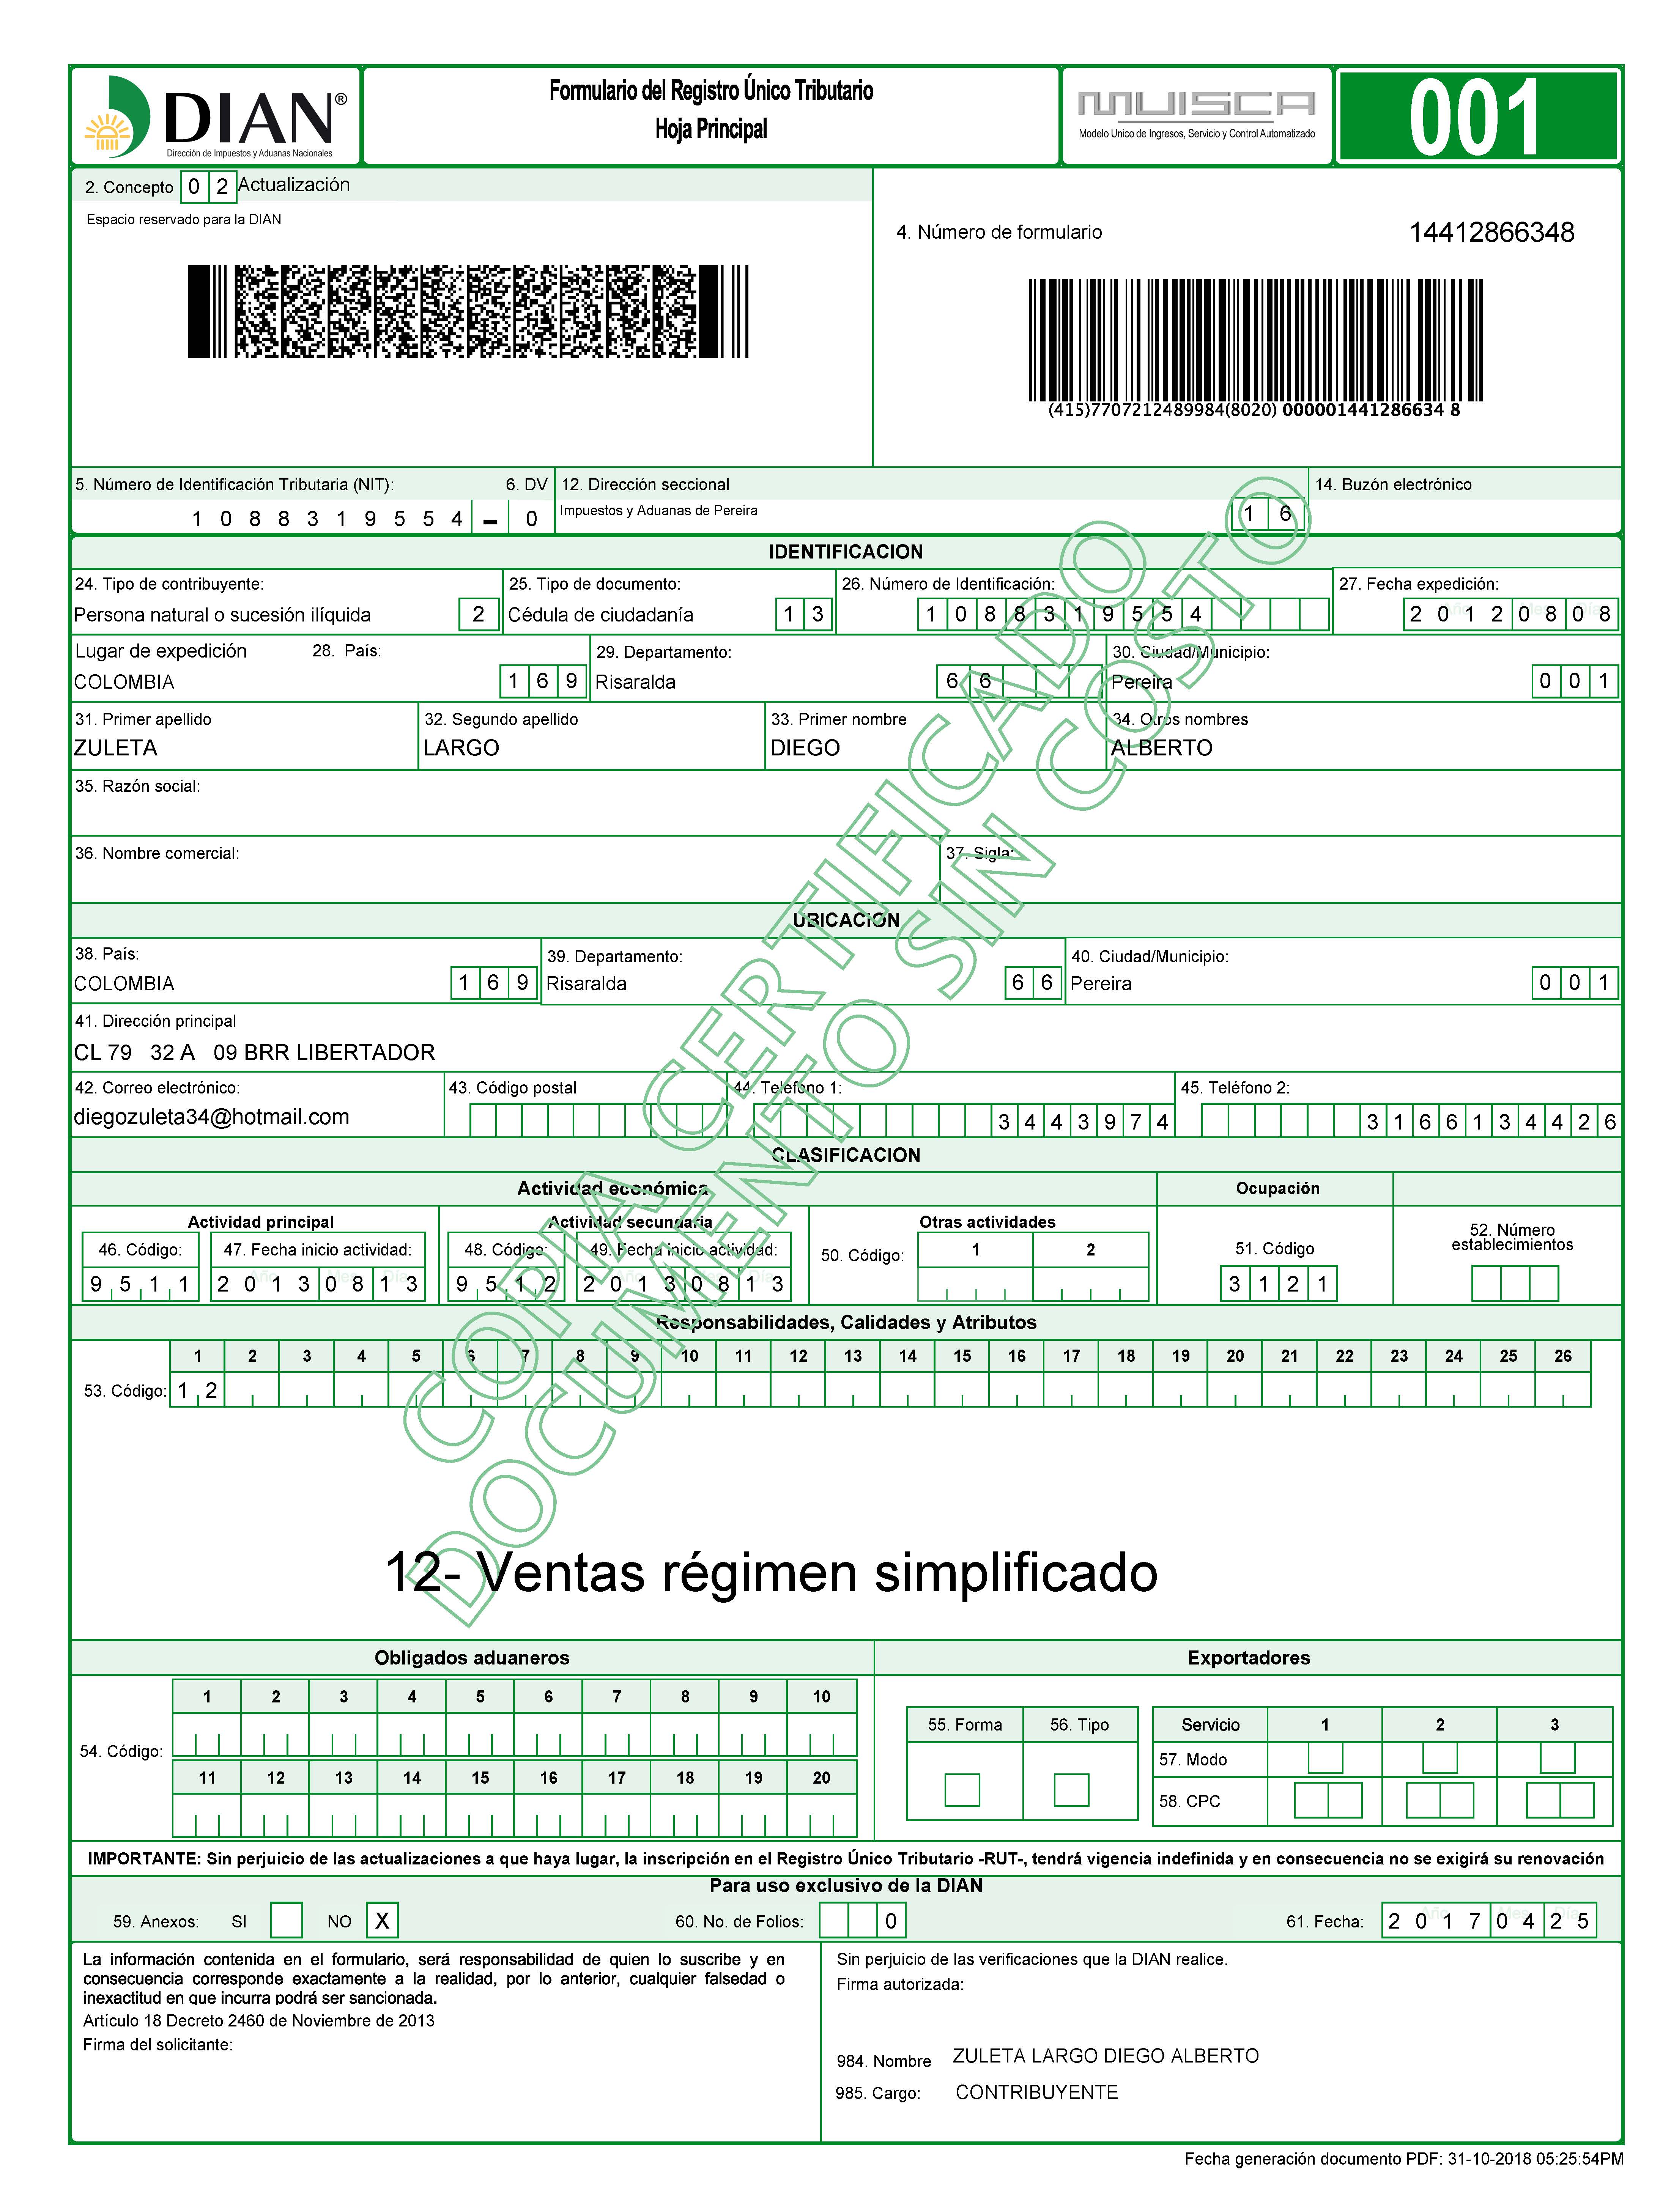 DIAN®
Dirección de Impuestos y Aduanas Nacionales
Formulario del Registro Único Tributario
Hoja Principal
MUISCA
Modelo Unico de Ingresos, Servicio y Control Automatizado
001
2. Concepto 0 2 Actualización
Espacio reservado para la DIAN
4. Número de formulario 14412866348
(415)7707212489984(8020) 000001441286634 8
5. Número de Identificación Tributaria (NIT): 6. DV 12. Dirección seccional 14. Buzón electrónico
1 0 8 8 3 1 9 5 5 4 - 0 Impuestos y Aduanas de Pereira 1 6
IDENTIFICACION
24. Tipo de contribuyente: 25. Tipo de documento: 26. Número de Identificación: 27. Fecha expedición:
Persona natural o sucesión ilíquida 2 Cédula de ciudadanía 1 3 1 0 8 8 3 1 9 5 5 4 2 0 1 2 0 8 0 8
Lugar de expedición 28. País: 29. Departamento: 30. Ciudad/Municipio:
COLOMBIA 1 6 9 Risaralda 6 6 Pereira 0 0 1
31. Primer apellido 32. Segundo apellido 33. Primer nombre 34. Otros nombres
ZULETA LARGO DIEGO ALBERTO
35. Razón social:
36. Nombre comercial: 37. Sigla:
UBICACION
38. País: 39. Departamento: 40. Ciudad/Municipio:
COLOMBIA 1 6 9 Risaralda 6 6 Pereira 0 0 1
41. Dirección principal
CL 79 32 A 09 BRR LIBERTADOR
42. Correo electrónico: 43. Código postal 44. Teléfono 1: 45. Teléfono 2:
diegozuleta34@hotmail.com 3 4 4 3 9 7 4 3 1 6 6 1 3 4 4 2 6
CLASIFICACION
Actividad económica Ocupación
Actividad principal Actividad secundaria Otras actividades 52. Número establecimientos
46. Código: 47. Fecha inicio actividad: 48. Código: 49. Fecha inicio actividad: 50. Código: 1 2 51. Código
9 5 1 1 2 0 1 3 0 8 1 3 9 5 1 2 2 0 1 3 0 8 1 3 3 1 2 1
Responsabilidades, Calidades y Atributos
1 2 3 4 5 6 7 8 9 10 11 12 13 14 15 16 17 18 19 20 21 22 23 24 25 26
53. Código: 1 2
12- Ventas régimen simplificado
COPIA CERTIFICADO
DOCUMENTO SIN COSTO
Obligados aduaneros Exportadores
1 2 3 4 5 6 7 8 9 10
55. Forma 56. Tipo Servicio 1 2 3
54. Código: 57. Modo
11 12 13 14 15 16 17 18 19 20
58. CPC
IMPORTANTE: Sin perjuicio de las actualizaciones a que haya lugar, la inscripción en el Registro Único Tributario -RUT-, tendrá vigencia indefinida y en consecuencia no se exigirá su renovación
Para uso exclusivo de la DIAN
59. Anexos: SI NO X 60. No. de Folios: 0 61. Fecha: 2 0 1 7 0 4 2 5
La información contenida en el formulario, será responsabilidad de quien lo suscribe y en
consecuencia corresponde exactamente a la realidad, por lo anterior, cualquier falsedad o
inexactitud en que incurra podrá ser sancionada.
Artículo 18 Decreto 2460 de Noviembre de 2013
Firma del solicitante:
Sin perjuicio de las verificaciones que la DIAN realice.
Firma autorizada:
984. Nombre ZULETA LARGO DIEGO ALBERTO
985. Cargo: CONTRIBUYENTE
Fecha generación documento PDF: 31-10-2018 05:25:54PM